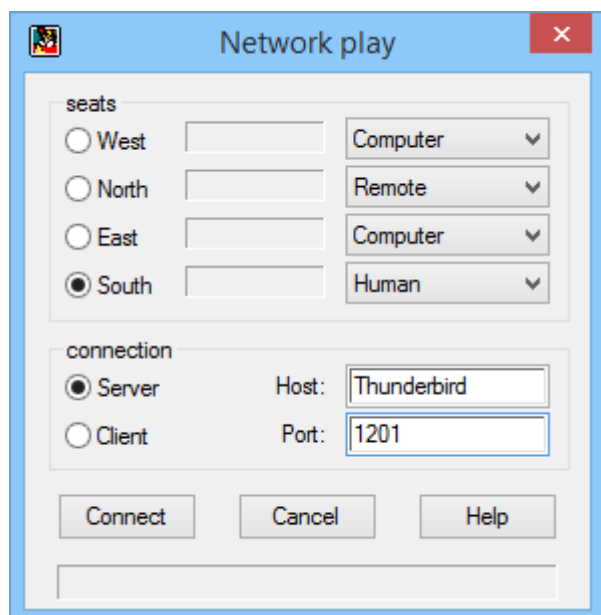 Network play
seats
West Computer
North Remote
East Computer
South Human
connection
Server Host: Thunderbird
Client Port: 1201
Connect Cancel Help